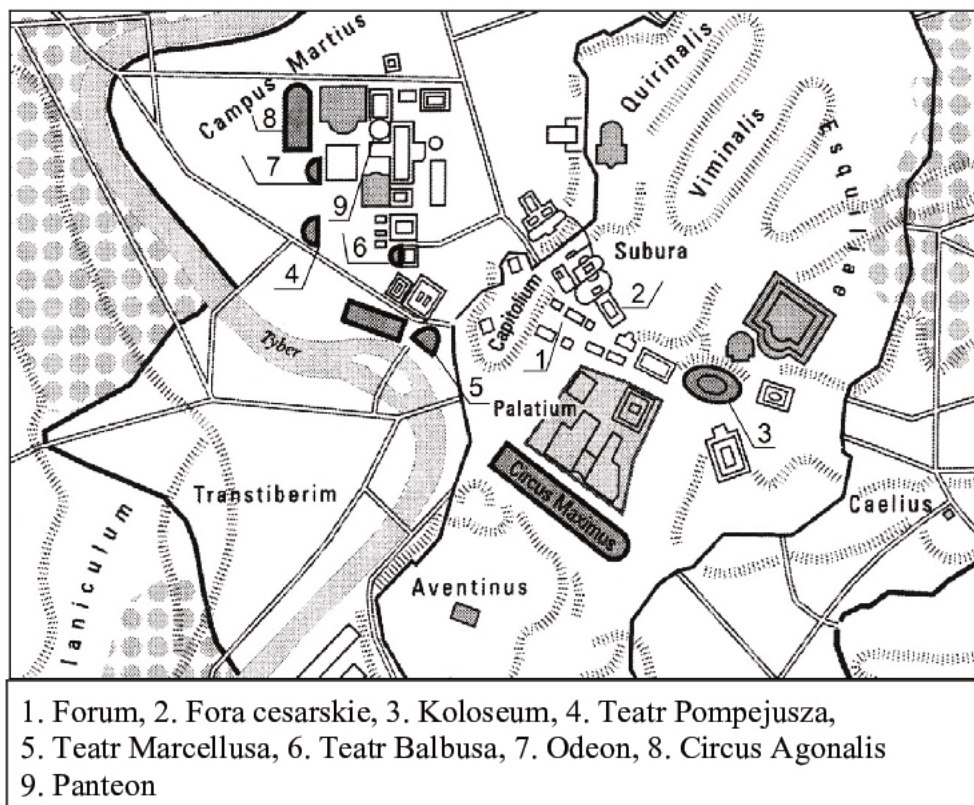 Campus Martius
Quirinalis
Viminalis
Esquiliae
8
7
9
6
4
Subura
2
Capitolium
1
Tyber
5
Palatium
3
Transtiberim
Circus Maximus
Caelius
Ianiculum
Aventinus
1. Forum, 2. Fora cesarskie, 3. Koloseum, 4. Teatr Pompejusza,
5. Teatr Marcellusa, 6. Teatr Balbusa, 7. Odeon, 8. Circus Agonalis
9. Panteon